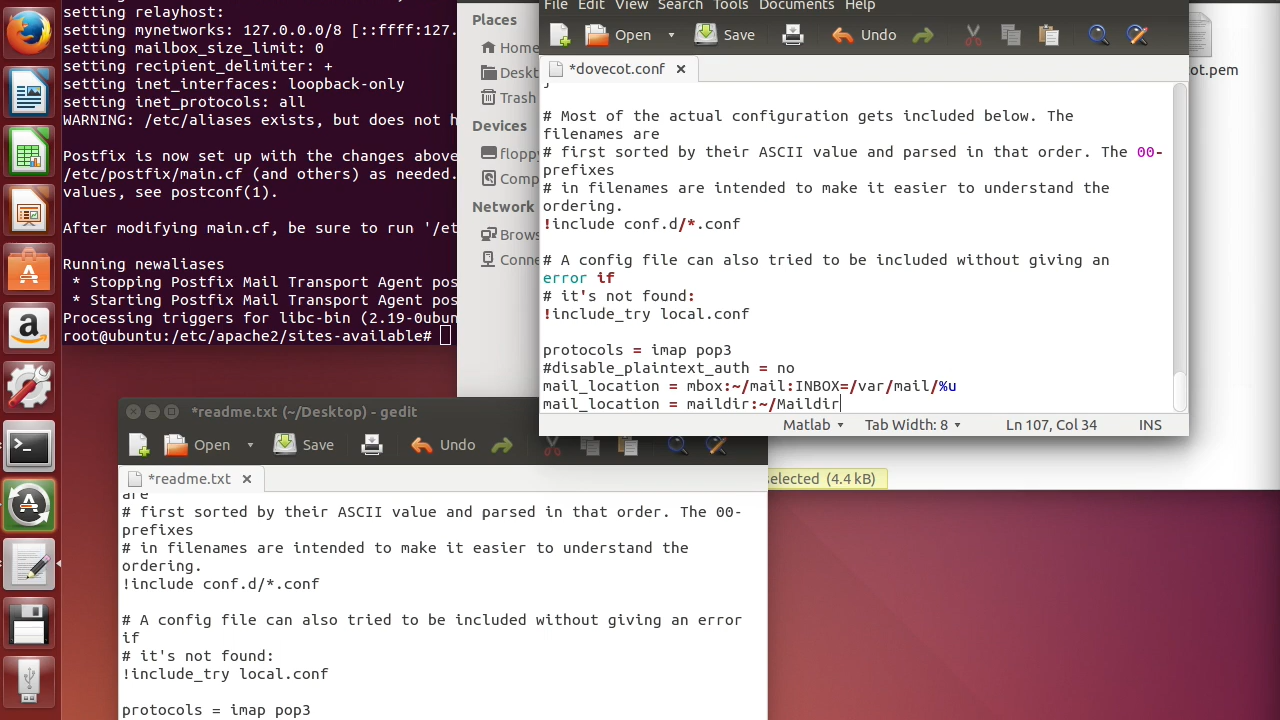 setting relayhost:
setting mynetworks: 127.0.0.0/8 [::ffff:127.
setting mailbox_size_limit: 0
setting recipient_delimiter: +
setting inet_interfaces: loopback-only
setting inet_protocols: all
WARNING: /etc/aliases exists, but does not h
Postfix is now set up with the changes above
/etc/postfix/main.cf (and others) as needed.
values, see postconf(1).
After modifying main.cf, be sure to run '/et
Running newaliases
* Stopping Postfix Mail Transport Agent pos
* Starting Postfix Mail Transport Agent pos
Processing triggers for libc-bin (2.19-0ubun
root@ubuntu:/etc/apache2/sites-available#
Places
Home
Deskt
Trash
Devices
floppy
Comp
Network
Brows
Conne
File Edit View Search Tools Documents Help
Open Save Undo
*dovecot.conf
}
# Most of the actual configuration gets included below. The
filenames are
# first sorted by their ASCII value and parsed in that order. The 00-
prefixes
# in filenames are intended to make it easier to understand the
ordering.
!include conf.d/*.conf
# A config file can also tried to be included without giving an
error if
# it's not found:
!include_try local.conf
protocols = imap pop3
#disable_plaintext_auth = no
mail_location = mbox:~/mail:INBOX=/var/mail/%u
mail_location = maildir:~/Maildir
Matlab Tab Width: 8 Ln 107, Col 34 INS
ot.pem
selected (4.4 kB)
*readme.txt (~/Desktop) - gedit
Open Save Undo
*readme.txt
are
# first sorted by their ASCII value and parsed in that order. The 00-
prefixes
# in filenames are intended to make it easier to understand the
ordering.
!include conf.d/*.conf
# A config file can also tried to be included without giving an error
if
# it's not found:
!include_try local.conf
protocols = imap pop3